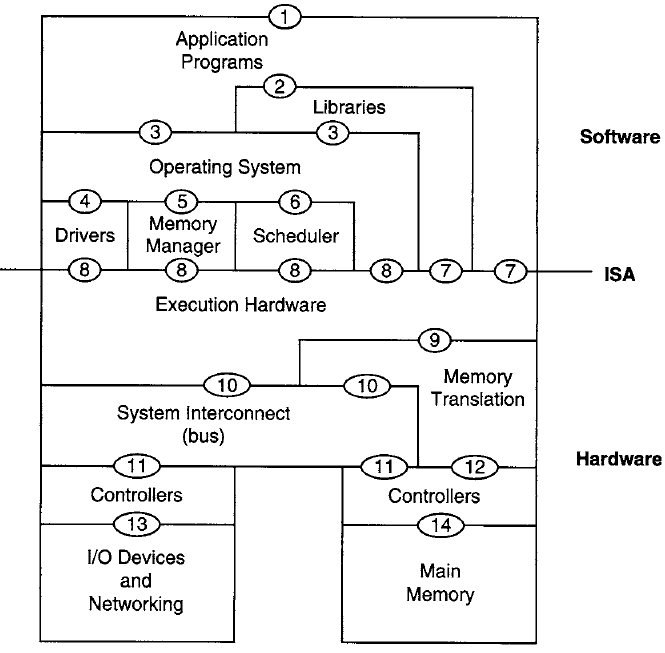 1
Application
Programs
2
Libraries
3 3
Software
Operating System
4 5 6
Drivers Memory
Manager Scheduler
8 8 8 8 7 7 ISA
Execution Hardware
9
Memory
Translation
10 10
System Interconnect
(bus)
Hardware
11 11 12
Controllers Controllers
13 14
I/O Devices
and
Networking
Main
Memory